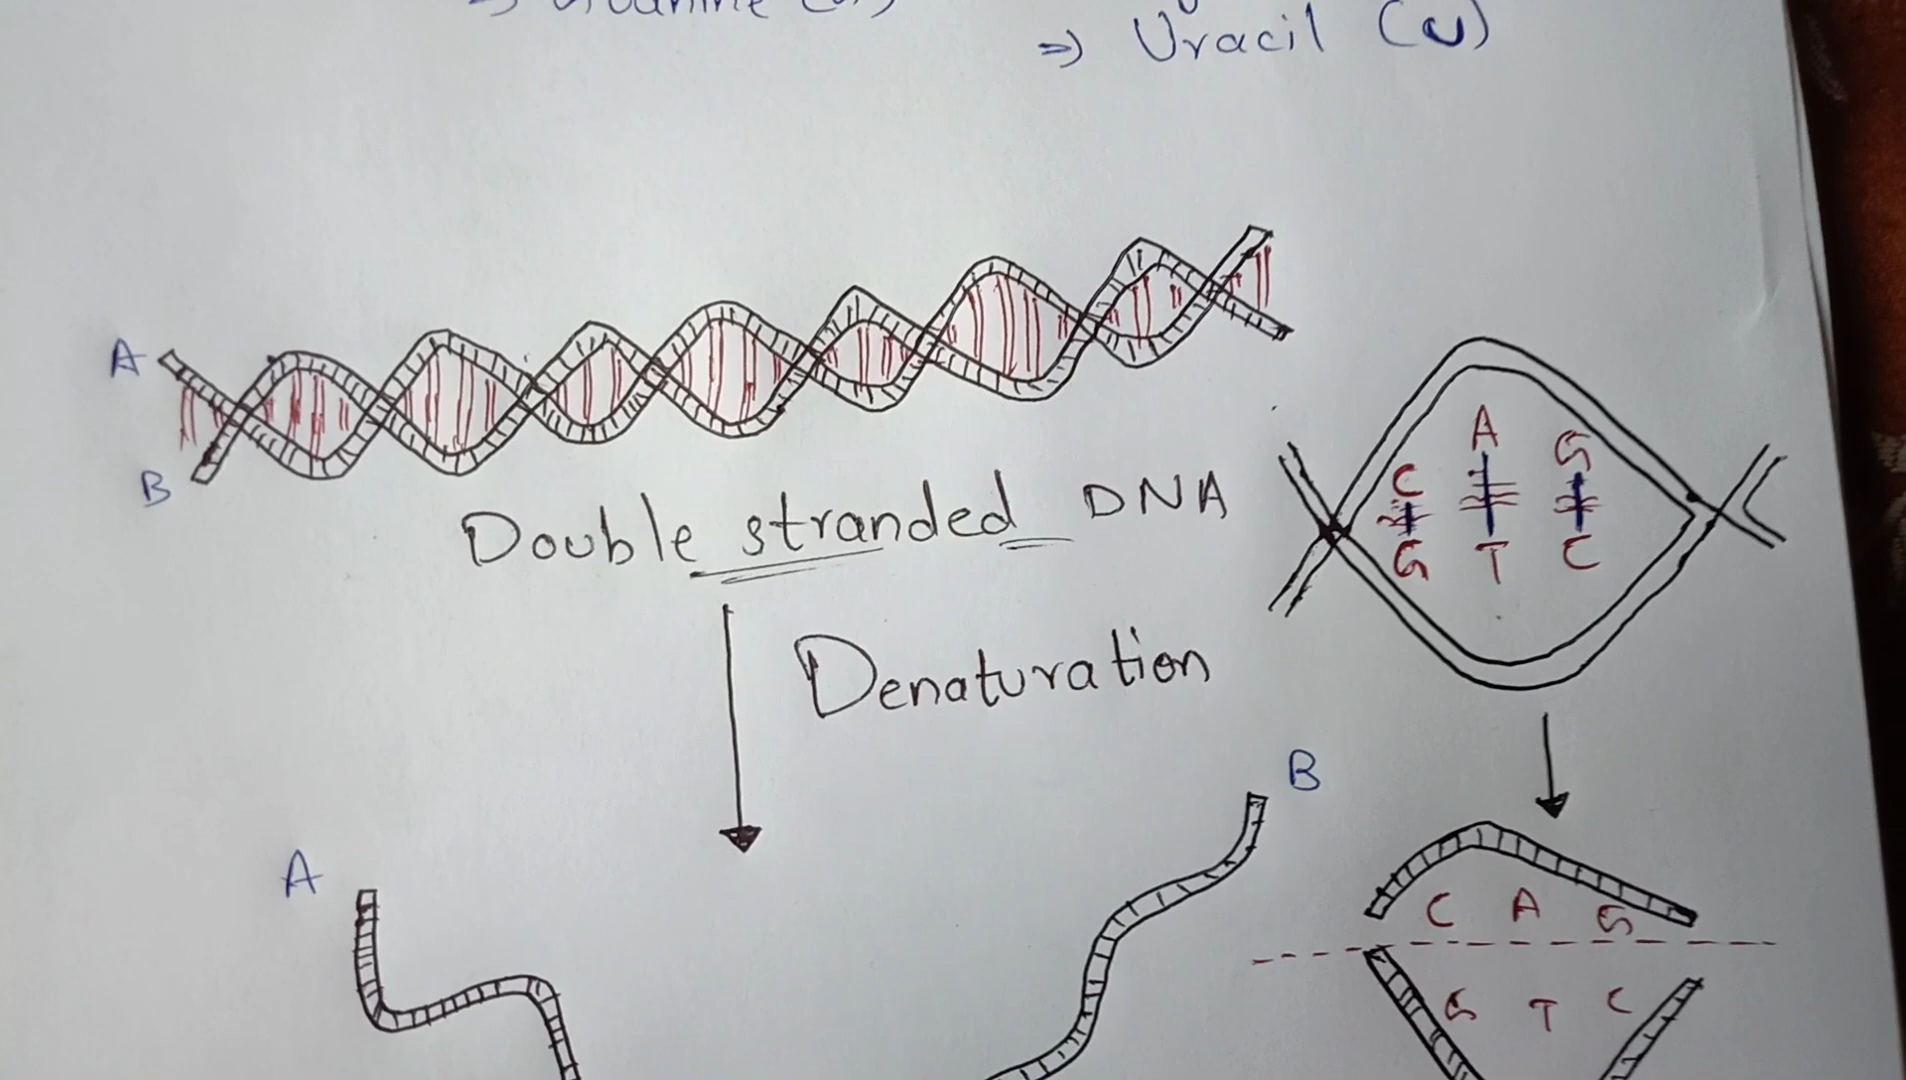 ⇒ Uracil (U)
A
B
Double stranded DNA
C A G
G T C
Denaturation
A
B
C A G
G T C